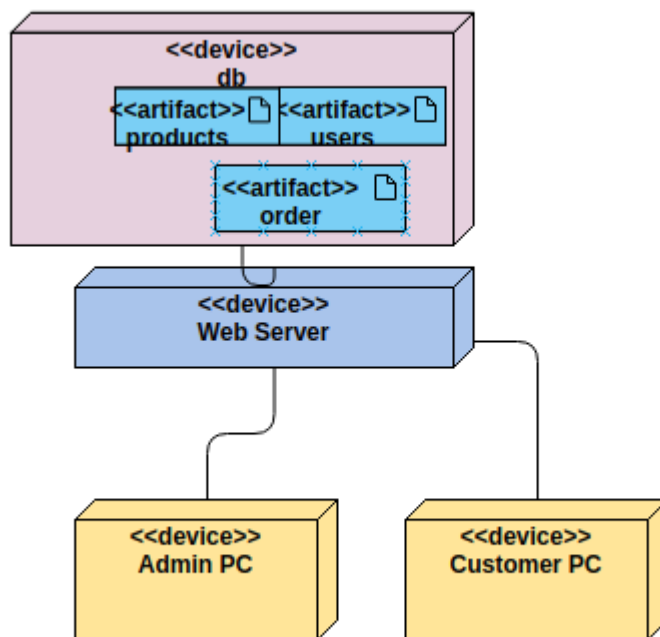 <<device>>
db
<<artifact>>
products
<<artifact>>
users
<<artifact>>
order
<<device>>
Web Server
<<device>>
Admin PC
<<device>>
Customer PC